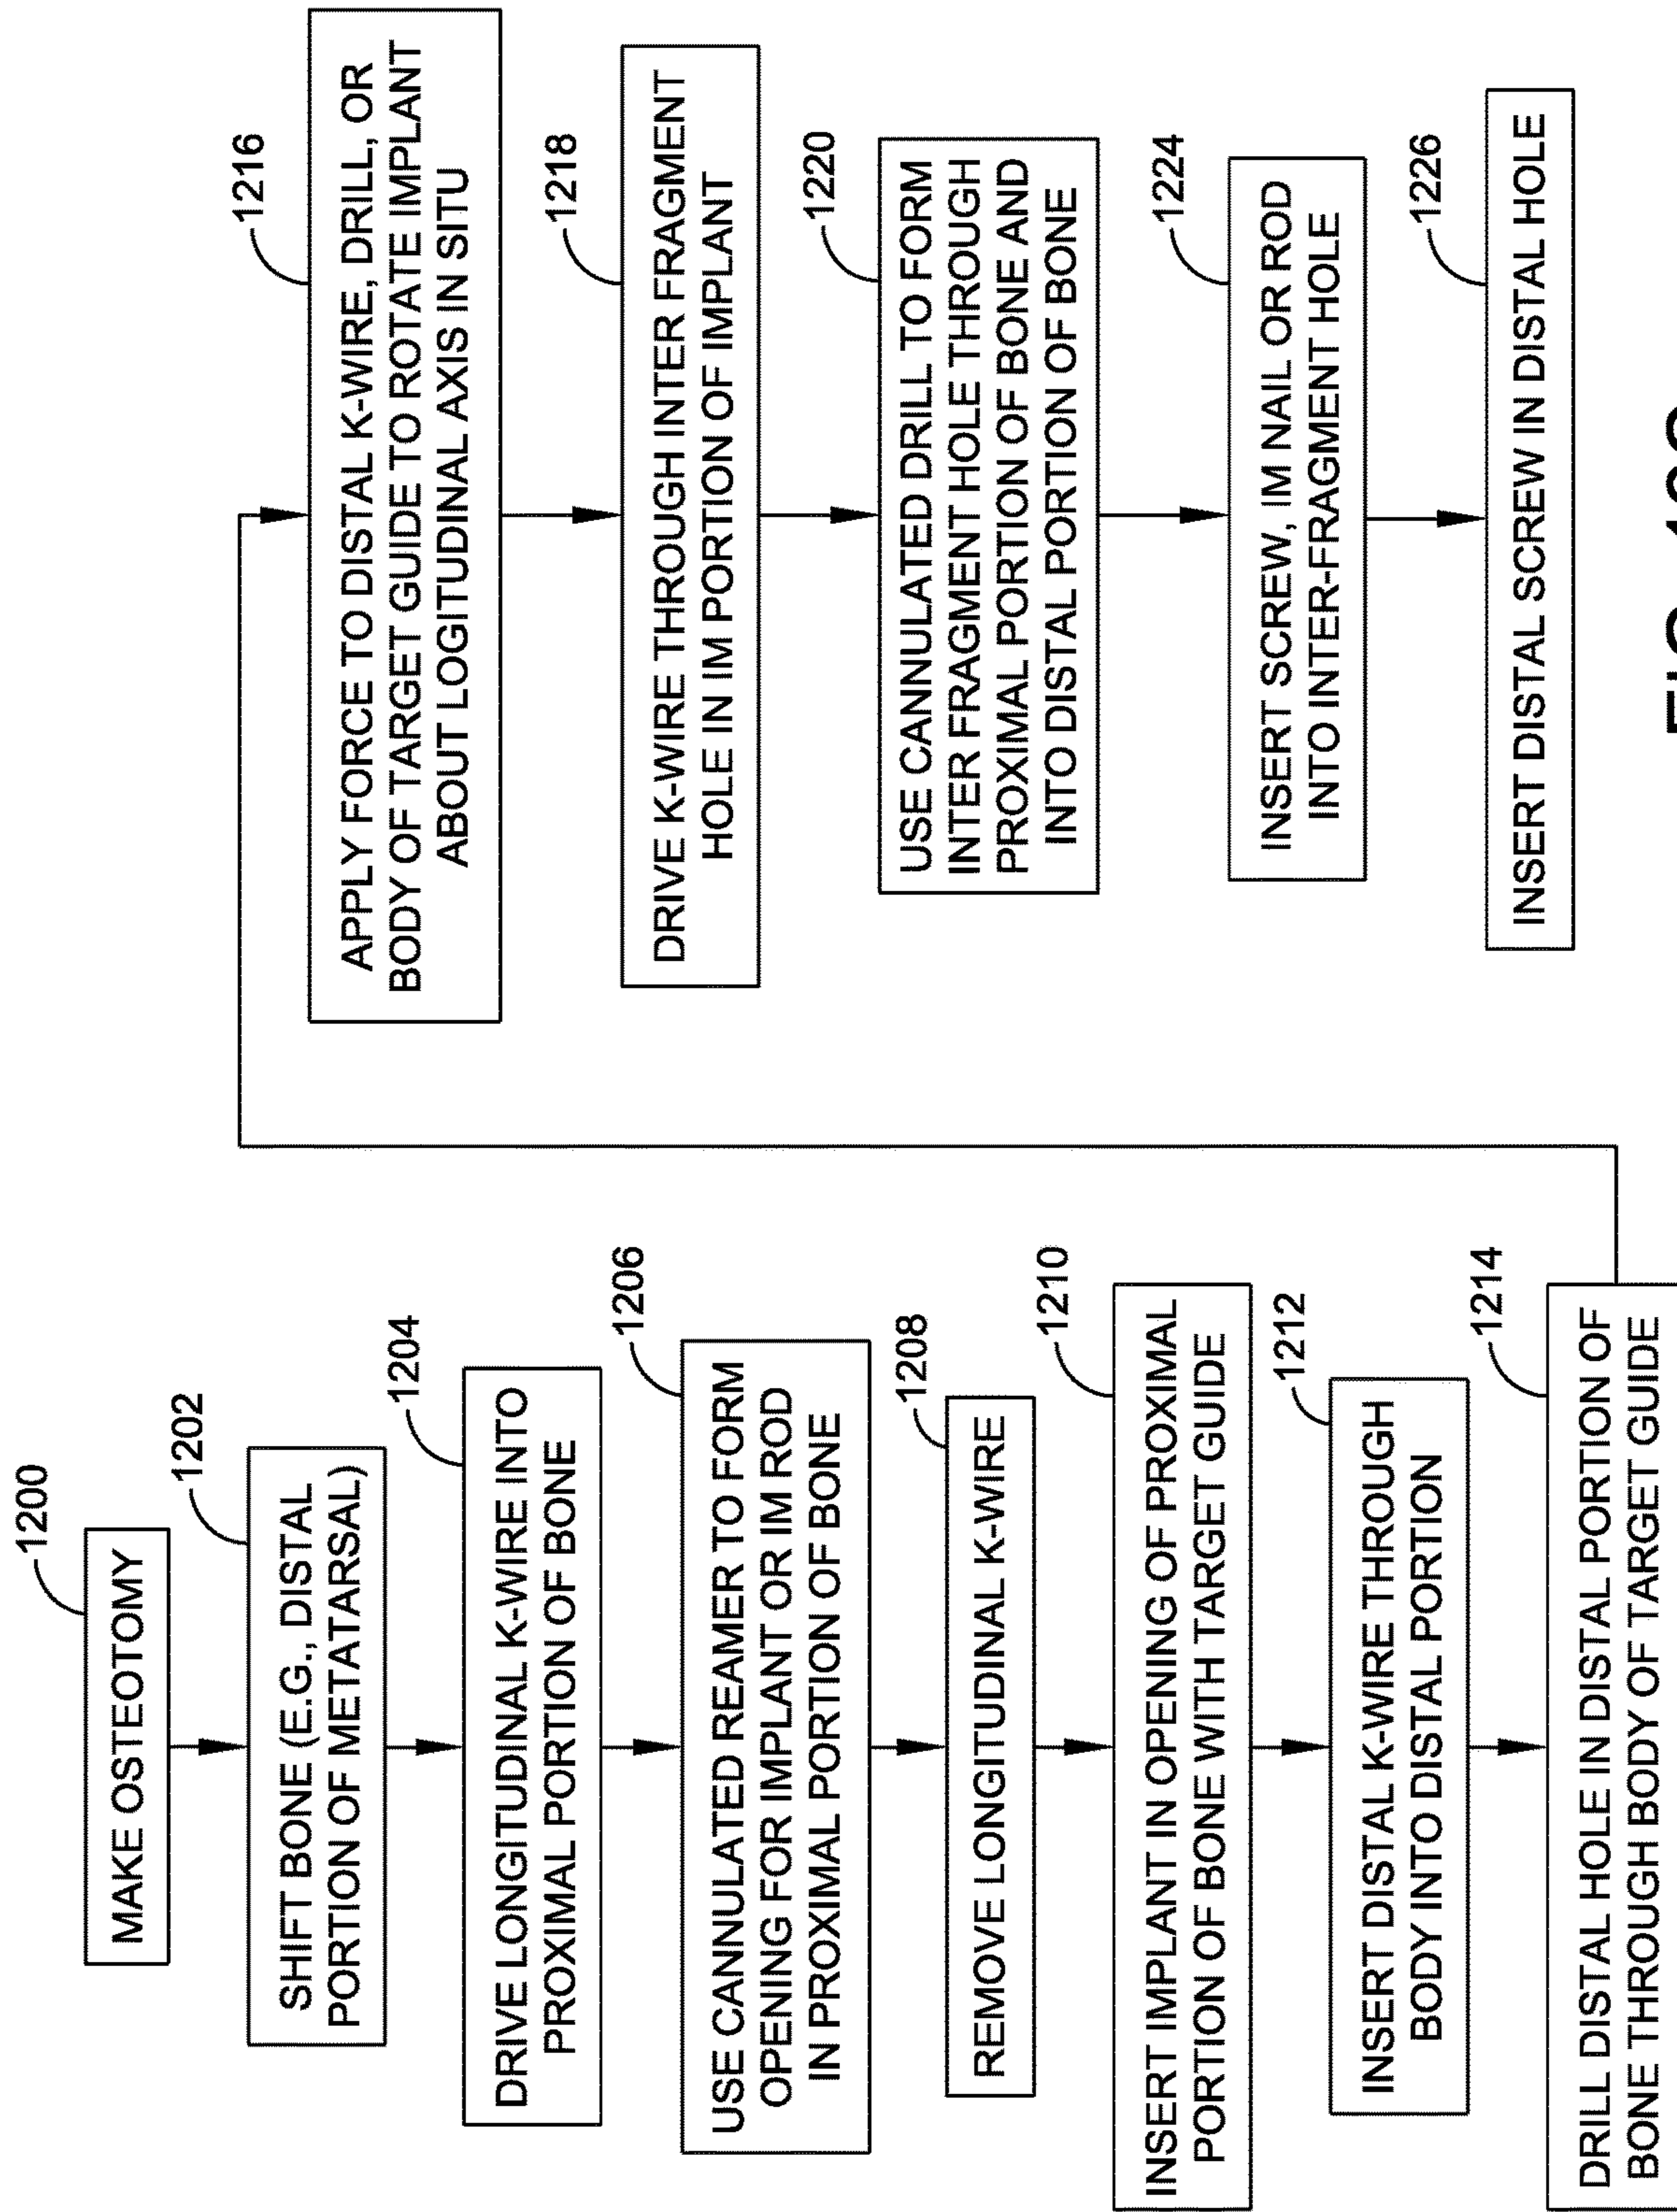 1200
MAKE OSTEOTOMY
1202
SHIFT BONE (E.G., DISTAL
PORTION OF METATARSAL)
1204
DRIVE LONGITUDINAL K-WIRE INTO
PROXIMAL PORTION OF BONE
1206
USE CANNULATED REAMER TO FORM
OPENING FOR IMPLANT OR IM ROD
IN PROXIMAL PORTION OF BONE
1208
REMOVE LONGITUDINAL K-WIRE
1210
INSERT IMPLANT IN OPENING OF PROXIMAL
PORTION OF BONE WITH TARGET GUIDE
1212
INSERT DISTAL K-WIRE THROUGH
BODY INTO DISTAL PORTION
1214
DRILL DISTAL HOLE IN DISTAL PORTION OF
BONE THROUGH BODY OF TARGET GUIDE
1216
APPLY FORCE TO DISTAL K-WIRE, DRILL, OR
BODY OF TARGET GUIDE TO ROTATE IMPLANT
ABOUT LOGITUDINAL AXIS IN SITU
1218
DRIVE K-WIRE THROUGH INTER FRAGMENT
HOLE IN IM PORTION OF IMPLANT
1220
USE CANNULATED DRILL TO FORM
INTER FRAGMENT HOLE THROUGH
PROXIMAL PORTION OF BONE AND
INTO DISTAL PORTION OF BONE
1224
INSERT SCREW, IM NAIL OR ROD
INTO INTER-FRAGMENT HOLE
1226
INSERT DISTAL SCREW IN DISTAL HOLE